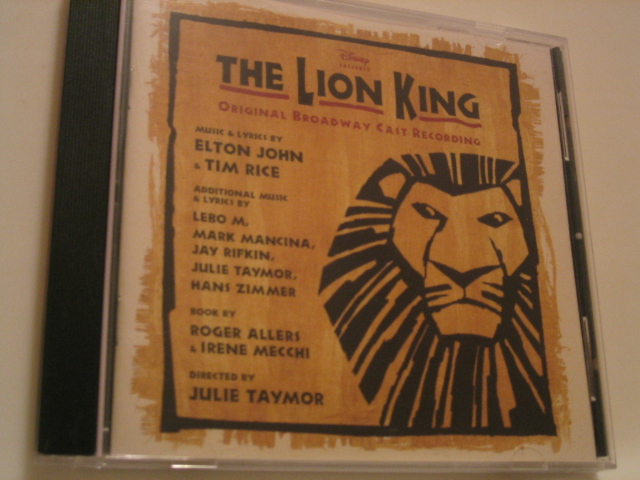 Disney
PRESENTS
THE LION KING
ORIGINAL BROADWAY CAST RECORDING
MUSIC & LYRICS BY
ELTON JOHN
& TIM RICE
ADDITIONAL MUSIC
& LYRICS BY
LEBO M,
MARK MANCINA,
JAY RIFKIN,
JULIE TAYMOR,
HANS ZIMMER
BOOK BY
ROGER ALLERS
& IRENE MECCHI
DIRECTED BY
JULIE TAYMOR